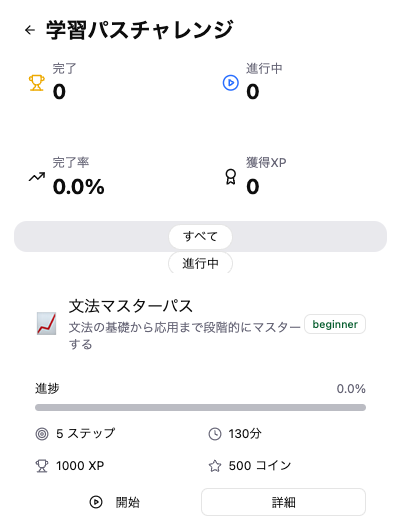 学習パスチャレンジ
完了
0
進行中
0
完了率
0.0%
獲得XP
0
すべて
進行中
文法マスターパス
文法の基礎から応用まで段階的にマスター
する
beginner
進捗
0.0%
5 ステップ
130分
1000 XP
500 コイン
開始
詳細